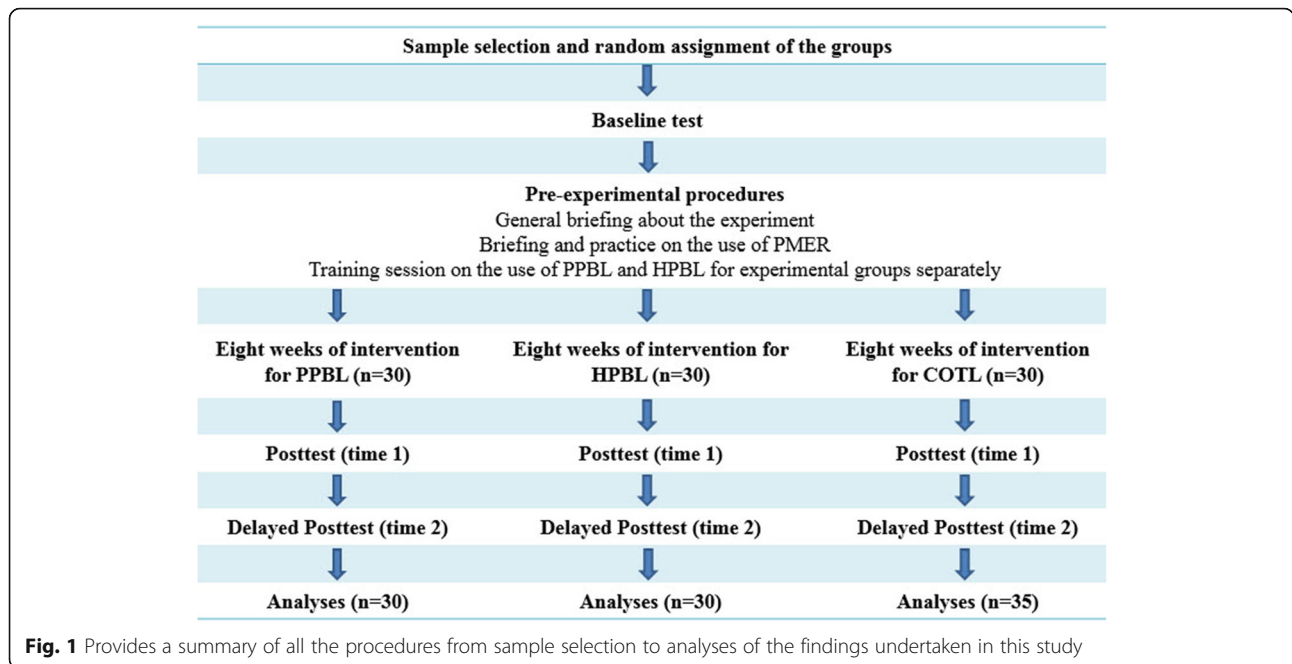 Sample selection and random assignment of the groups
Baseline test
Pre-experimental procedures
General briefing about the experiment
Briefing and practice on the use of PMER
Training session on the use of PPBL and HPBL for experimental groups separately
Eight weeks of intervention
for PPBL (n=30)
Eight weeks of intervention for
HPBL (n=30)
Eight weeks of intervention
for COTL (n=30)
Posttest (time 1)
Posttest (time 1)
Posttest (time 1)
Delayed Posttest (time 2)
Delayed Posttest (time 2)
Delayed Posttest (time 2)
Analyses (n=30)
Analyses (n=30)
Analyses (n=35)
Fig. 1 Provides a summary of all the procedures from sample selection to analyses of the findings undertaken in this study